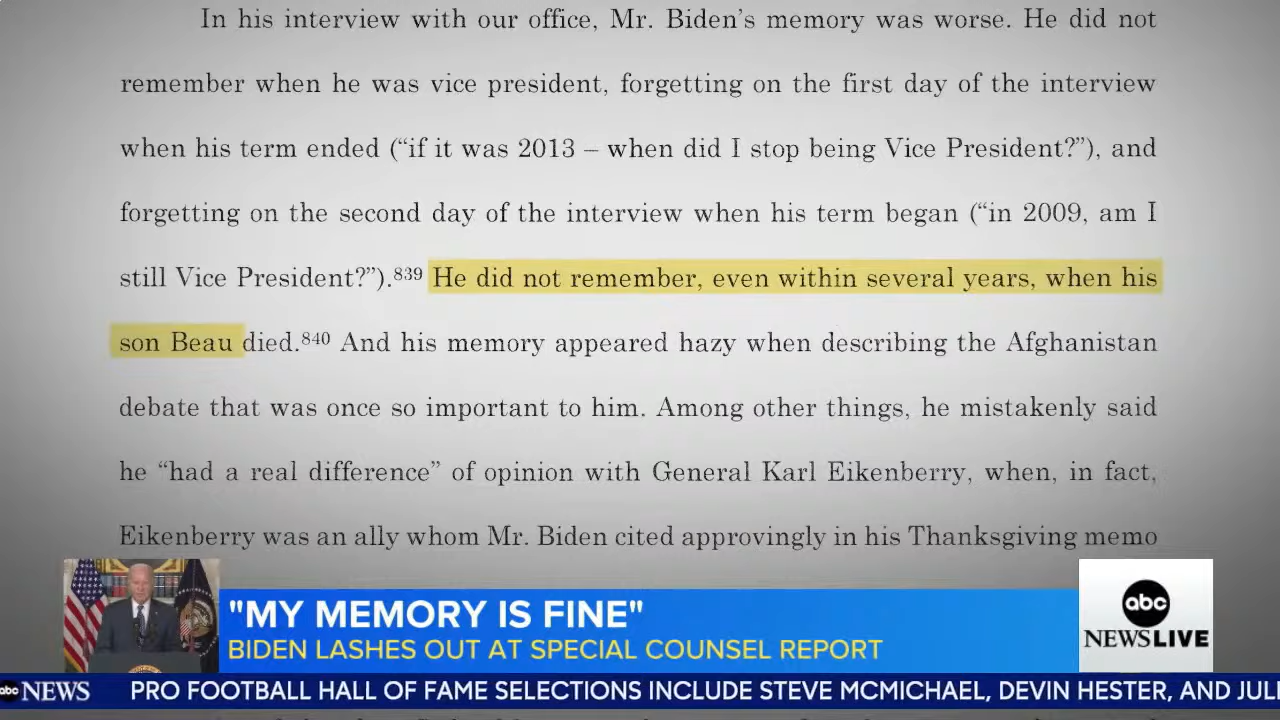 In his interview with our office, Mr. Biden’s memory was worse. He did not
remember when he was vice president, forgetting on the first day of the interview
when his term ended (“if it was 2013 – when did I stop being Vice President?”), and
forgetting on the second day of the interview when his term began (“in 2009, am I
still Vice President?”).839 He did not remember, even within several years, when his
son Beau died.840 And his memory appeared hazy when describing the Afghanistan
debate that was once so important to him. Among other things, he mistakenly said
he “had a real difference” of opinion with General Karl Eikenberry, when, in fact,
Eikenberry was an ally whom Mr. Biden cited approvingly in his Thanksgiving memo
"MY MEMORY IS FINE"
BIDEN LASHES OUT AT SPECIAL COUNSEL REPORT
abc
NEWSLIVE
abc NEWS
PRO FOOTBALL HALL OF FAME SELECTIONS INCLUDE STEVE MCMICHAEL, DEVIN HESTER, AND